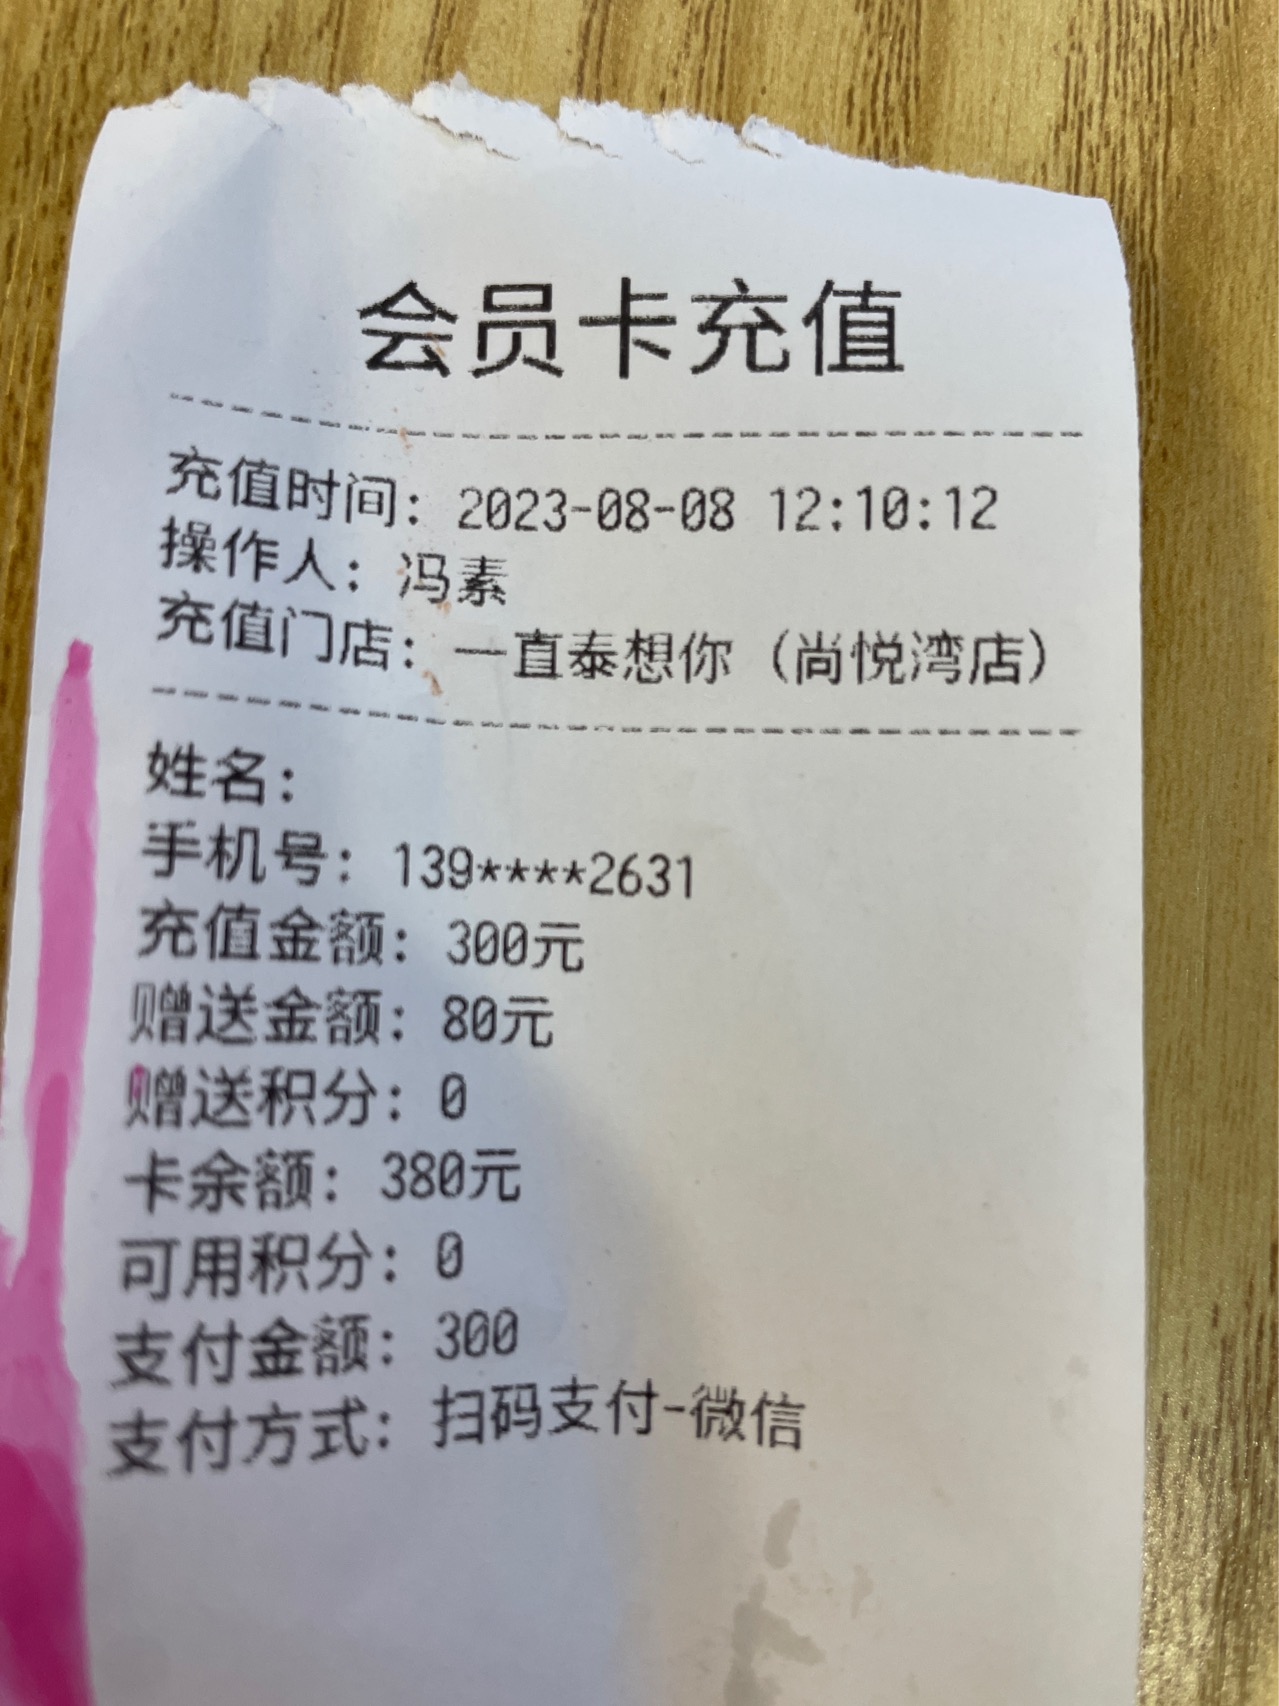 会员卡充值
充值时间：2023-08-08 12:10:12
操作人：冯素
充值门店：一直泰想你（尚悦湾店）
姓名：
手机号：139****2631
充值金额：300元
赠送金额：80元
赠送积分：0
卡余额：380元
可用积分：0
支付金额：300
支付方式：扫码支付-微信